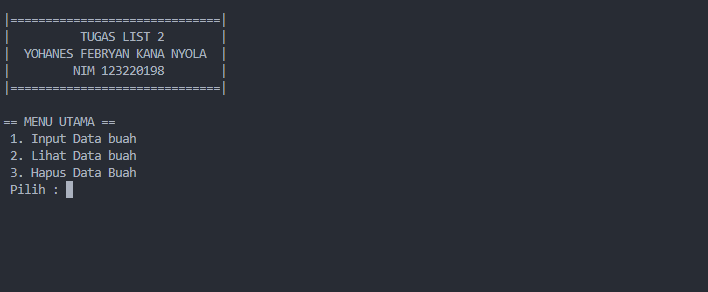 |==============================|
|          TUGAS LIST 2        |
|  YOHANES FEBRYAN KANA NYOLA  |
|         NIM 123220198        |
|==============================|
== MENU UTAMA ==
1. Input Data buah
2. Lihat Data buah
3. Hapus Data Buah
Pilih :